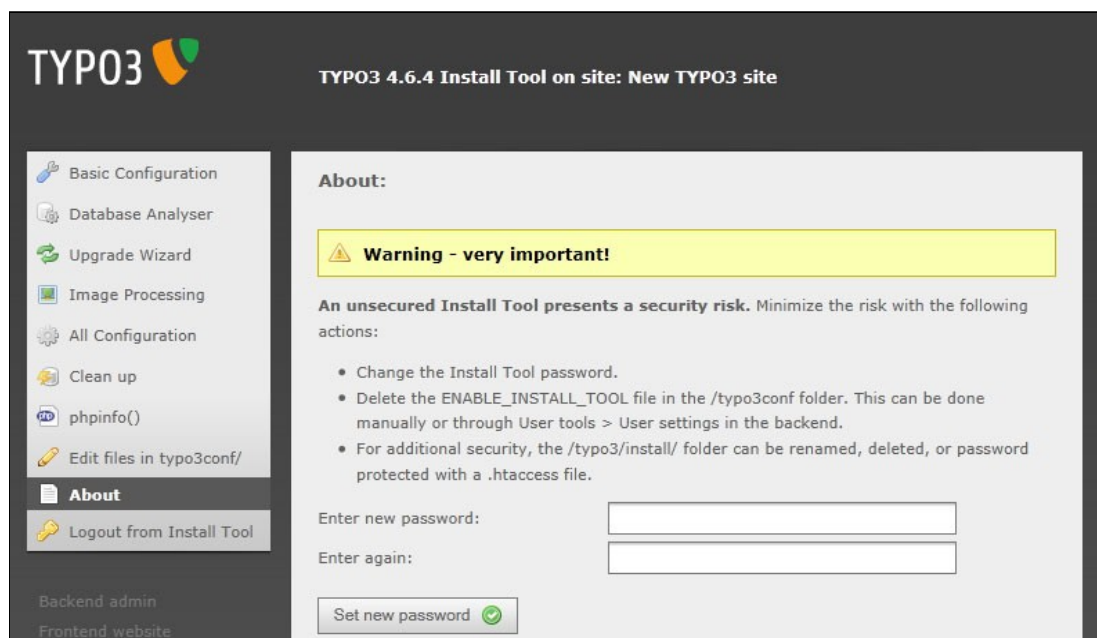 TYPO3
TYPO3 4.6.4 Install Tool on site: New TYPO3 site
Basic Configuration
Database Analyser
Upgrade Wizard
Image Processing
All Configuration
Clean up
php
phpinfo()
Edit files in typo3conf/
About
Logout from Install Tool
Backend admin
Frontend website
About:
Warning - very important!
An unsecured Install Tool presents a security risk. Minimize the risk with the following
actions:
• Change the Install Tool password.
• Delete the ENABLE_INSTALL_TOOL file in the /typo3conf folder. This can be done
manually or through User tools > User settings in the backend.
• For additional security, the /typo3/install/ folder can be renamed, deleted, or password
protected with a .htaccess file.
Enter new password:
Enter again:
Set new password